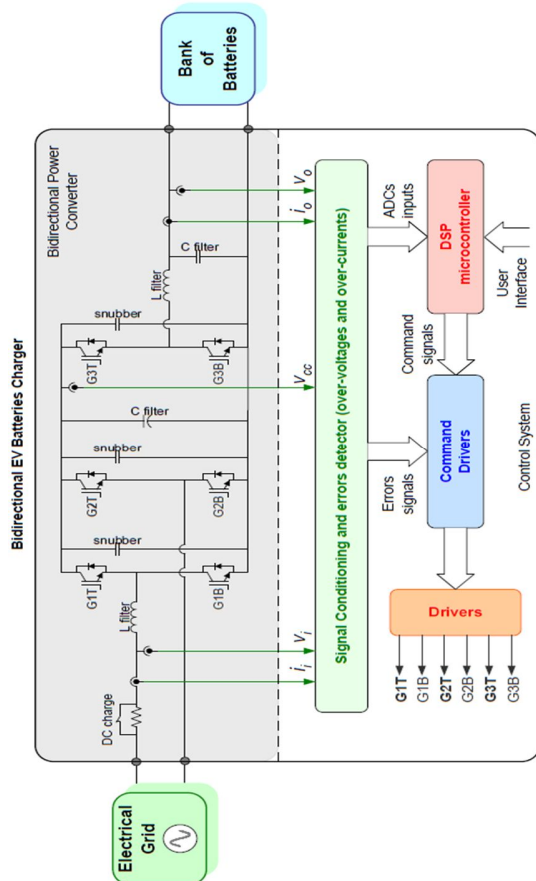 Bidirectional EV Batteries Charger
Electrical
Grid
Bank
of
Batteries
Bidirectional Power
Converter
DC charge
L filter
G1T
G1B
snubber
G2T
G2B
snubber
C filter
G3T
G3B
snubber
L filter
C filter
ii
vi
Vcc
io
Vo
Signal Conditioning and errors detector (over-voltages and over-currents)
Errors
signals
ADCs
inputs
Drivers
Command
Drivers
Command
signals
DSP
microcontroller
User
Interface
G1T
G1B
G2T
G2B
G3T
G3B
Control System